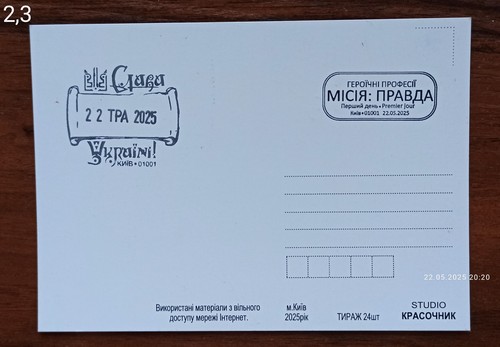 2,3
Слава
2 2 ТРА 2025
Україні!
КИЇВ • 01001
ГЕРОЇЧНІ ПРОФЕСІЇ
МІСІЯ: ПРАВДА
Перший день • Premier jour
Київ • 01001 22.05.2025
22.05.2025 20:20
Використані матеріали з вільного
доступу мережі Інтернет.
м.Київ
2025рік
ТИРАЖ 24шт
STUDIO
КРАСОЧНИК